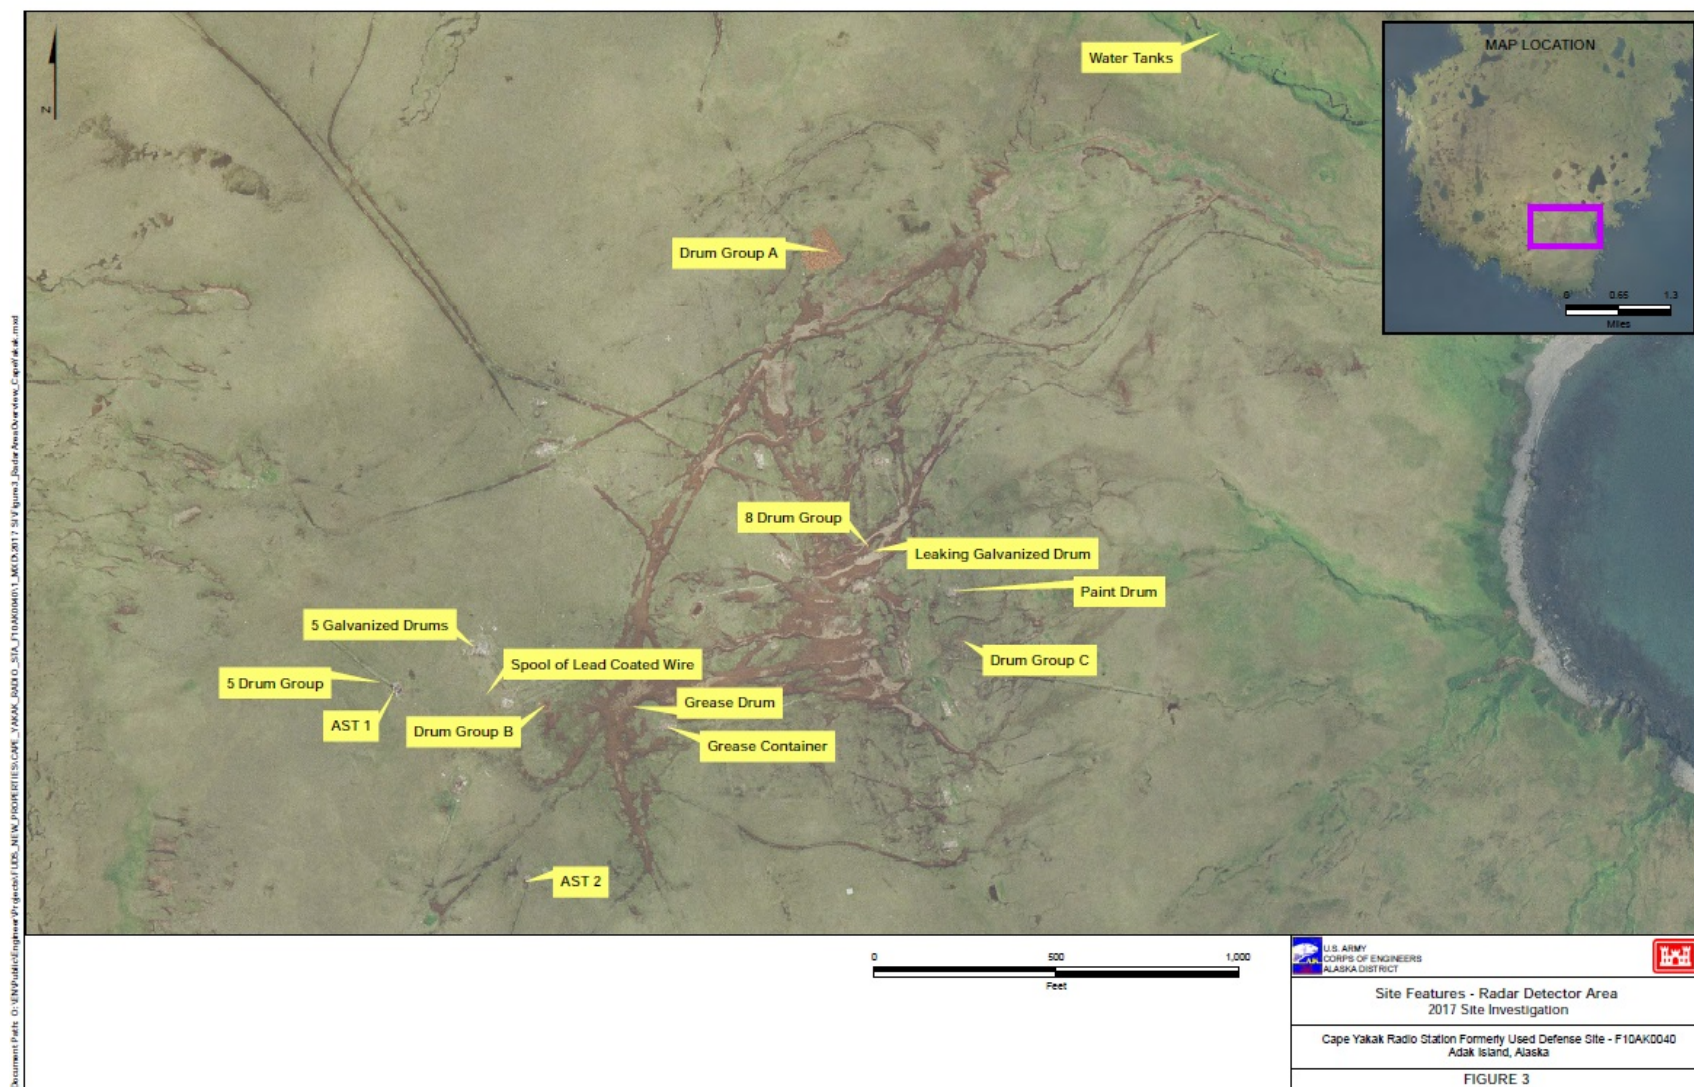 N
Water Tanks
MAP LOCATION
0 0.65 1.3
Miles
Drum Group A
8 Drum Group
Leaking Galvanized Drum
Paint Drum
5 Galvanized Drums
Spool of Lead Coated Wire
Drum Group C
5 Drum Group
Grease Drum
AST 1
Drum Group B
Grease Container
AST 2
0 500 1,000
Feet
U.S. ARMY
CORPS OF ENGINEERS
ALASKA DISTRICT
Site Features - Radar Detector Area
2017 Site Investigation
Cape Yakak Radio Station Formerly Used Defense Site - F10AK0040
Adak Island, Alaska
FIGURE 3